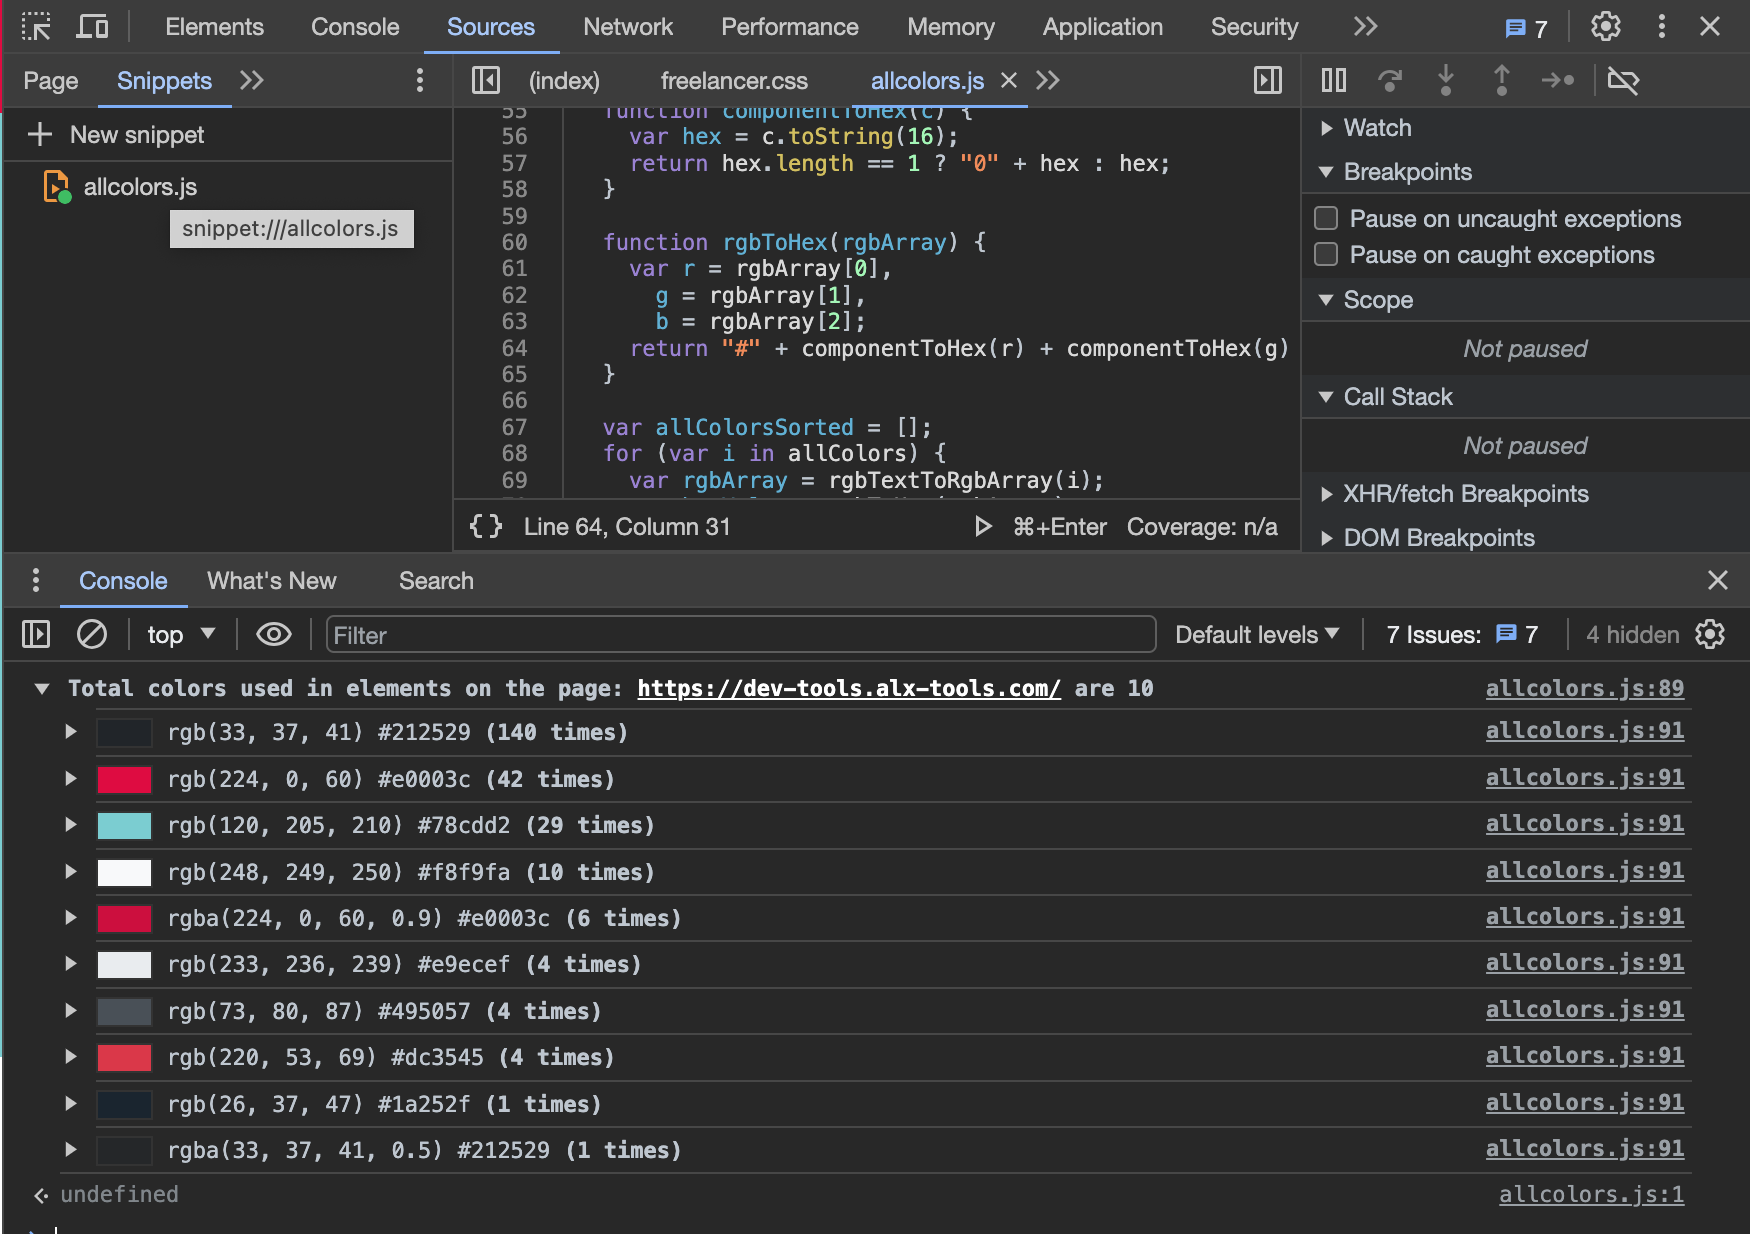 Elements Console Sources Network Performance Memory Application Security 7
Page Snippets
(index) freelancer.css allcolors.js
New snippet
allcolors.js
snippet:///allcolors.js
55 function componentToHex(c) {
56 var hex = c.toString(16);
57 return hex.length == 1 ? "0" + hex : hex;
58 }
59
60 function rgbToHex(rgbArray) {
61 var r = rgbArray[0],
62 g = rgbArray[1],
63 b = rgbArray[2];
64 return "#" + componentToHex(r) + componentToHex(g)
65 }
66
67 var allColorsSorted = [];
68 for (var i in allColors) {
69 var rgbArray = rgbTextToRgbArray(i);
{} Line 64, Column 31 ⌘+Enter Coverage: n/a
Watch
Breakpoints
Pause on uncaught exceptions
Pause on caught exceptions
Scope
Not paused
Call Stack
Not paused
XHR/fetch Breakpoints
DOM Breakpoints
Console What's New Search
top Filter Default levels 7 Issues: 7 4 hidden
Total colors used in elements on the page: https://dev-tools.alx-tools.com/ are 10 allcolors.js:89
rgb(33, 37, 41) #212529 (140 times) allcolors.js:91
rgb(224, 0, 60) #e0003c (42 times) allcolors.js:91
rgb(120, 205, 210) #78cdd2 (29 times) allcolors.js:91
rgb(248, 249, 250) #f8f9fa (10 times) allcolors.js:91
rgba(224, 0, 60, 0.9) #e0003c (6 times) allcolors.js:91
rgb(233, 236, 239) #e9ecef (4 times) allcolors.js:91
rgb(73, 80, 87) #495057 (4 times) allcolors.js:91
rgb(220, 53, 69) #dc3545 (4 times) allcolors.js:91
rgb(26, 37, 47) #1a252f (1 times) allcolors.js:91
rgba(33, 37, 41, 0.5) #212529 (1 times) allcolors.js:91
undefined allcolors.js:1